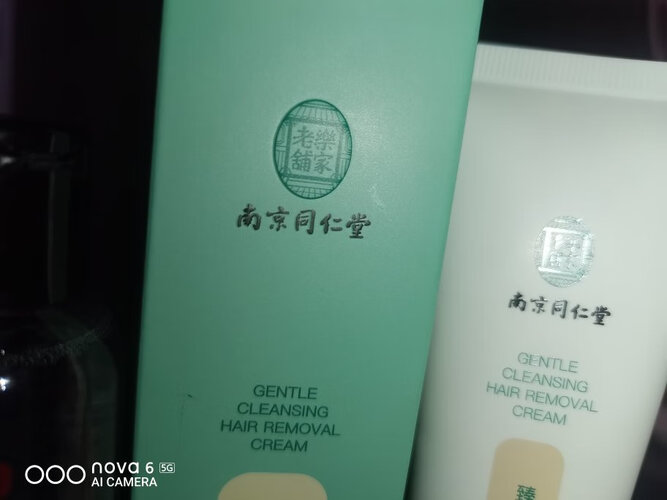 老樂
舖家
南京同仁堂
GENTLE
CLEANSING
HAIR REMOVAL
CREAM
南京同仁堂
GENTLE
CLEANSING
HAIR REMOVAL
CREAM
臻
nova 6 5G
AI CAMERA